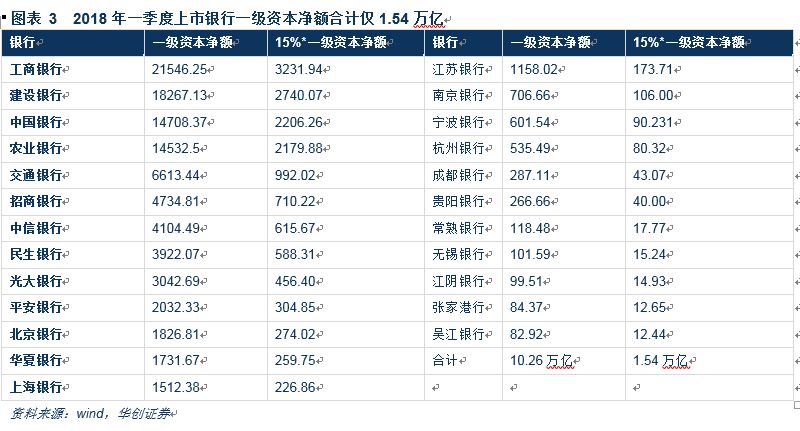 图表 3 2018 年一季度上市银行一级资本净额合计仅 1.54 万亿
银行 一级资本净额 15%*一级资本净额 银行 一级资本净额 15%*一级资本净额
工商银行 21546.25 3231.94 江苏银行 1158.02 173.71
建设银行 18267.13 2740.07 南京银行 706.66 106.00
中国银行 14708.37 2206.26 宁波银行 601.54 90.231
农业银行 14532.5 2179.88 杭州银行 535.49 80.32
交通银行 6613.44 992.02 成都银行 287.11 43.07
招商银行 4734.81 710.22 贵阳银行 266.66 40.00
中信银行 4104.49 615.67 常熟银行 118.48 17.77
民生银行 3922.07 588.31 无锡银行 101.59 15.24
光大银行 3042.69 456.40 江阴银行 99.51 14.93
平安银行 2032.33 304.85 张家港行 84.37 12.65
北京银行 1826.81 274.02 吴江银行 82.92 12.44
华夏银行 1731.67 259.75 合计 10.26 万亿 1.54 万亿
上海银行 1512.38 226.86
资料来源：wind，华创证券